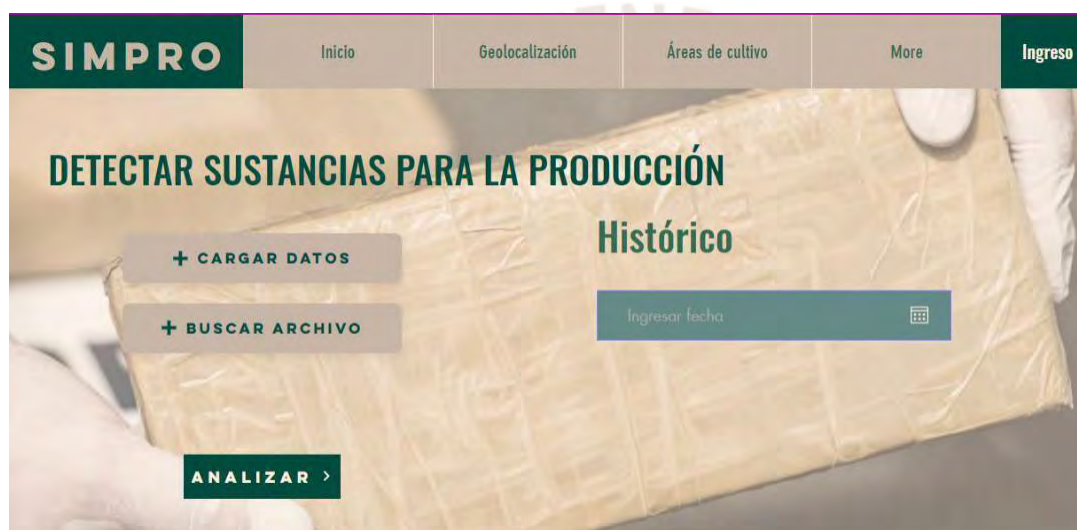 SIMPRO
Inicio
Geolocalización
Áreas de cultivo
More
Ingreso
DETECTAR SUSTANCIAS PARA LA PRODUCCIÓN
Histórico
+ CARGAR DATOS
+ BUSCAR ARCHIVO
Ingresar fecha
ANALIZAR >